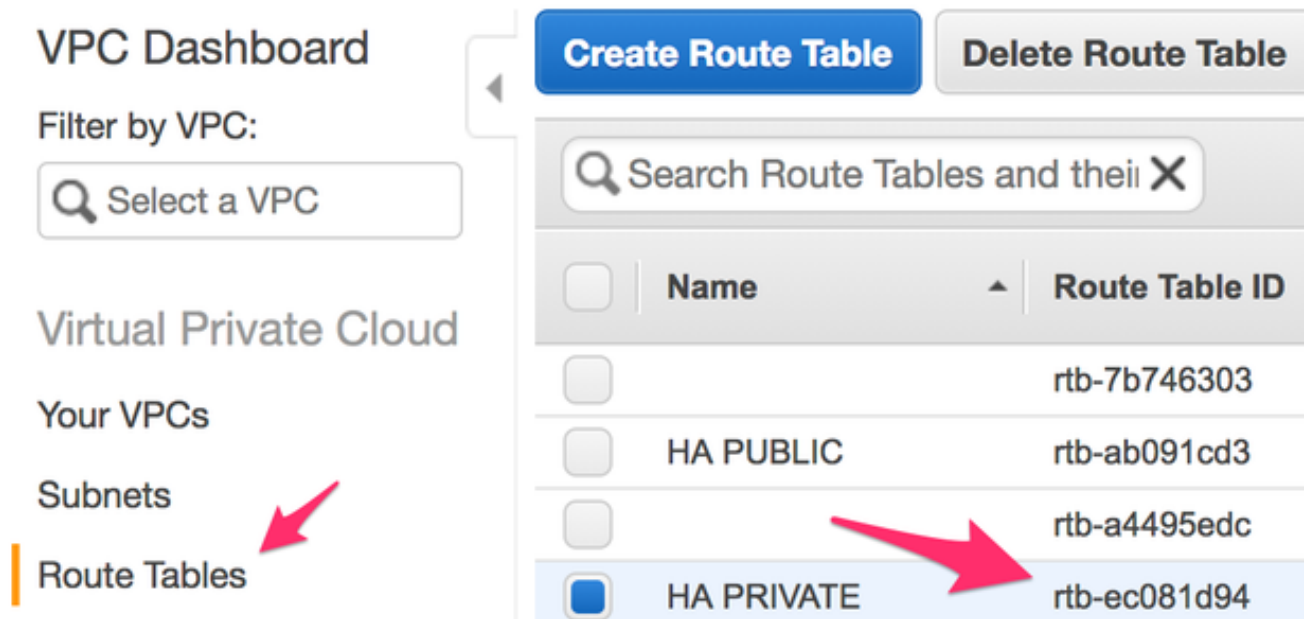 VPC Dashboard
Filter by VPC:
Select a VPC
Virtual Private Cloud
Your VPCs
Subnets
Route Tables
Create Route Table Delete Route Table
Search Route Tables and thei
Name Route Table ID
rtb-7b746303
HA PUBLIC rtb-ab091cd3
rtb-a4495edc
HA PRIVATE rtb-ec081d94